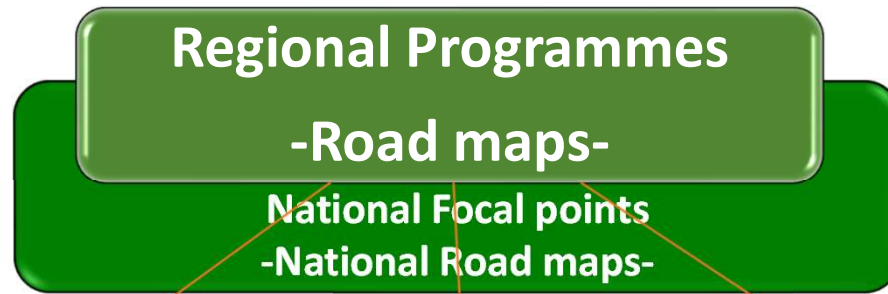 Regional Programmes
-Road maps-
National Focal points
-National Road maps-